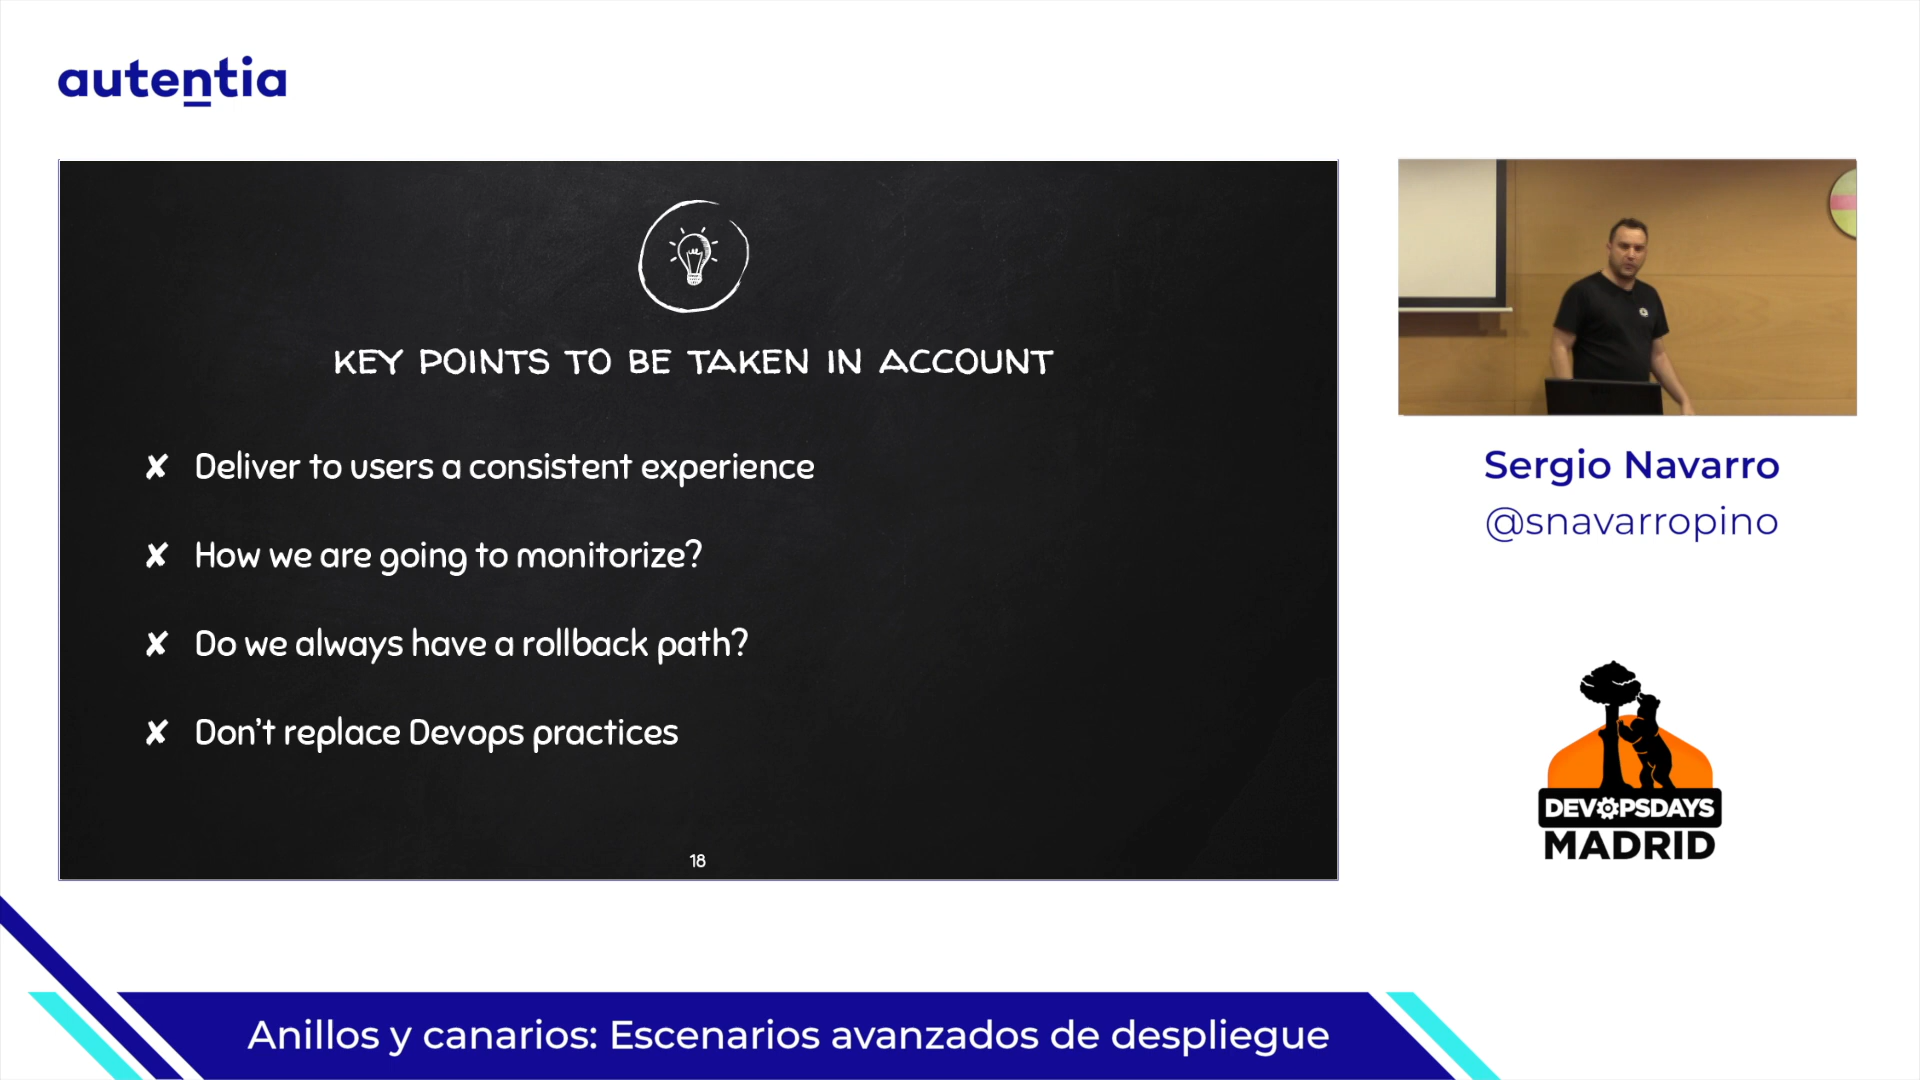 autentia
KEY POINTS TO BE TAKEN IN ACCOUNT
✘ Deliver to users a consistent experience
✘ How we are going to monitorize?
✘ Do we always have a rollback path?
✘ Don't replace Devops practices
18
Sergio Navarro
@snavarropino
DEVOPSDAYS
MADRID
Anillos y canarios: Escenarios avanzados de despliegue